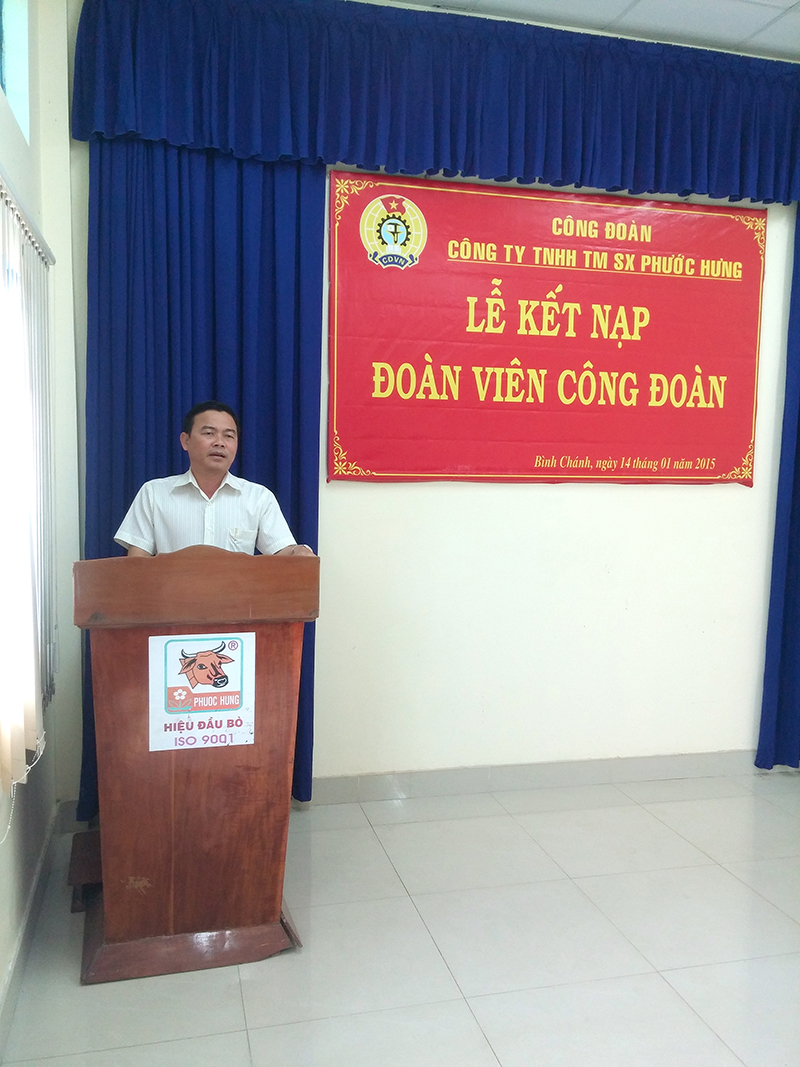 CÔNG ĐOÀN
CÔNG TY TNHH TM SX PHƯỚC HƯNG
CDVN
LỄ KẾT NẠP
ĐOÀN VIÊN CÔNG ĐOÀN
Bình Chánh, ngày 14 tháng 01 năm 2015
®
PHUOC HUNG
HIỆU ĐẦU BÒ
ISO 9001